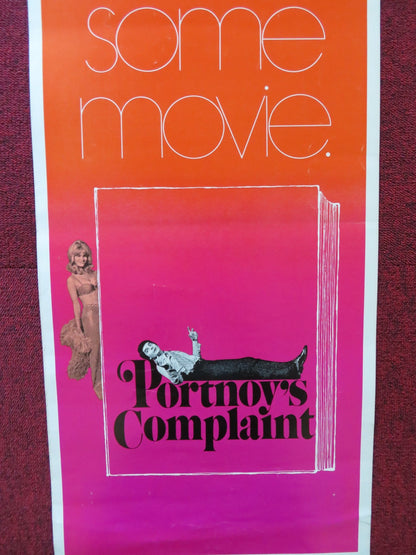 some
movie.
Portnoy's
Complaint